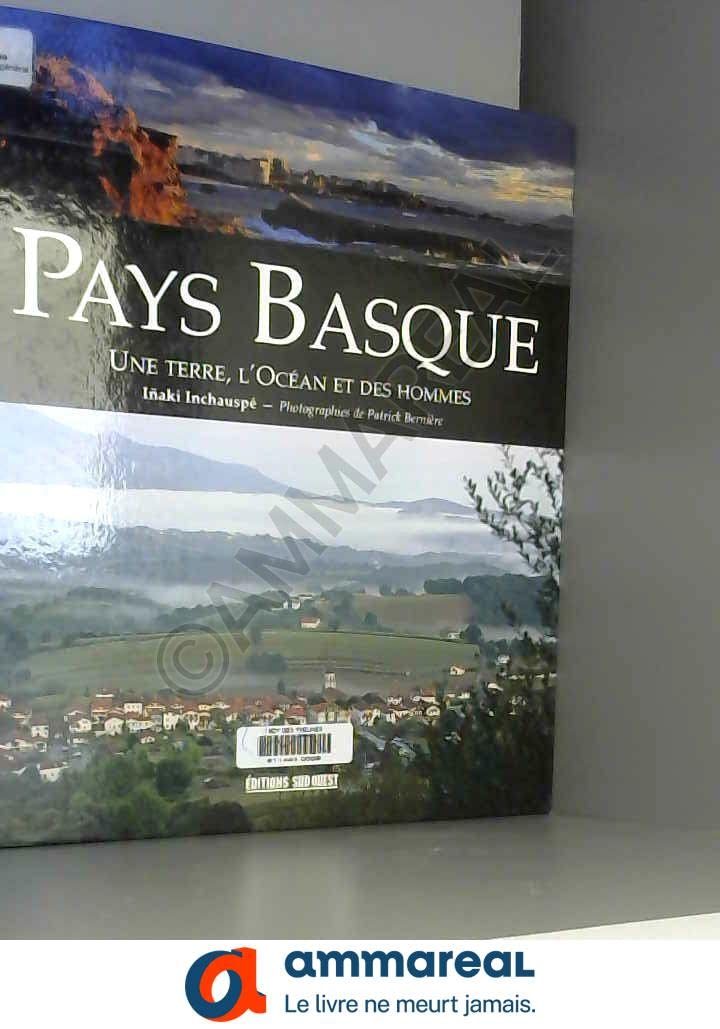 PAYS BASQUE
UNE TERRE, L'OCÉAN ET DES HOMMES
Iñaki Inchauspé — Photographies de Patrick Bernière
©AMMAREAL
ÉDITIONS SUD OUEST
ammareal
Le livre ne meurt jamais.